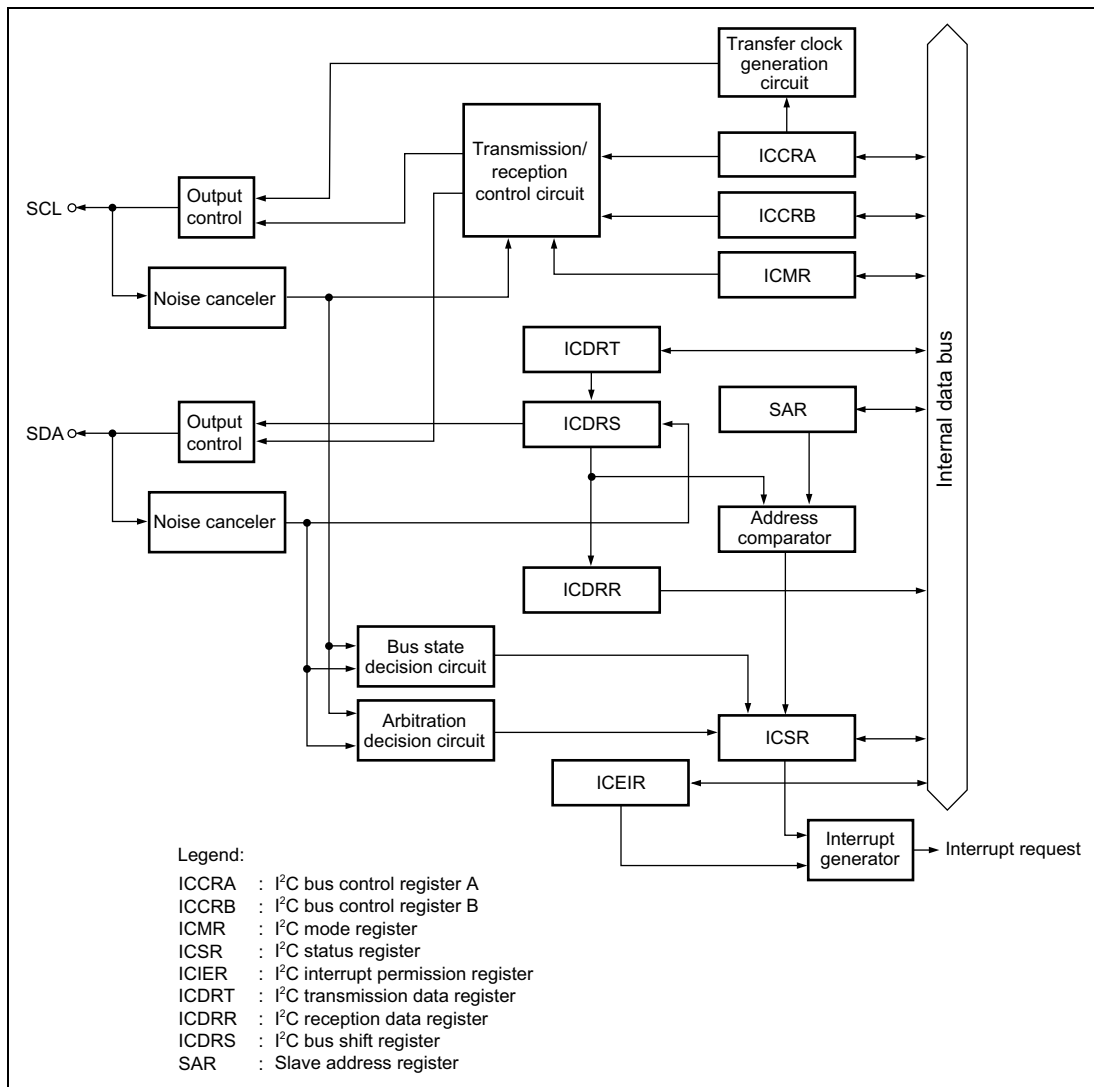 Transfer clock
generation
circuit
Transmission/
reception
control circuit
ICCRA
Output
control
SCL
ICCRB
Noise canceler
ICMR
ICDRT
Internal data bus
Output
control
SDA
ICDRS
SAR
Noise canceler
Address
comparator
ICDRR
Bus state
decision circuit
Arbitration
decision circuit
ICSR
ICEIR
Interrupt
generator
Interrupt request
Legend:
ICCRA : I²C bus control register A
ICCRB : I²C bus control register B
ICMR : I²C mode register
ICSR : I²C status register
ICIER : I²C interrupt permission register
ICDRT : I²C transmission data register
ICDRR : I²C reception data register
ICDRS : I²C bus shift register
SAR : Slave address register